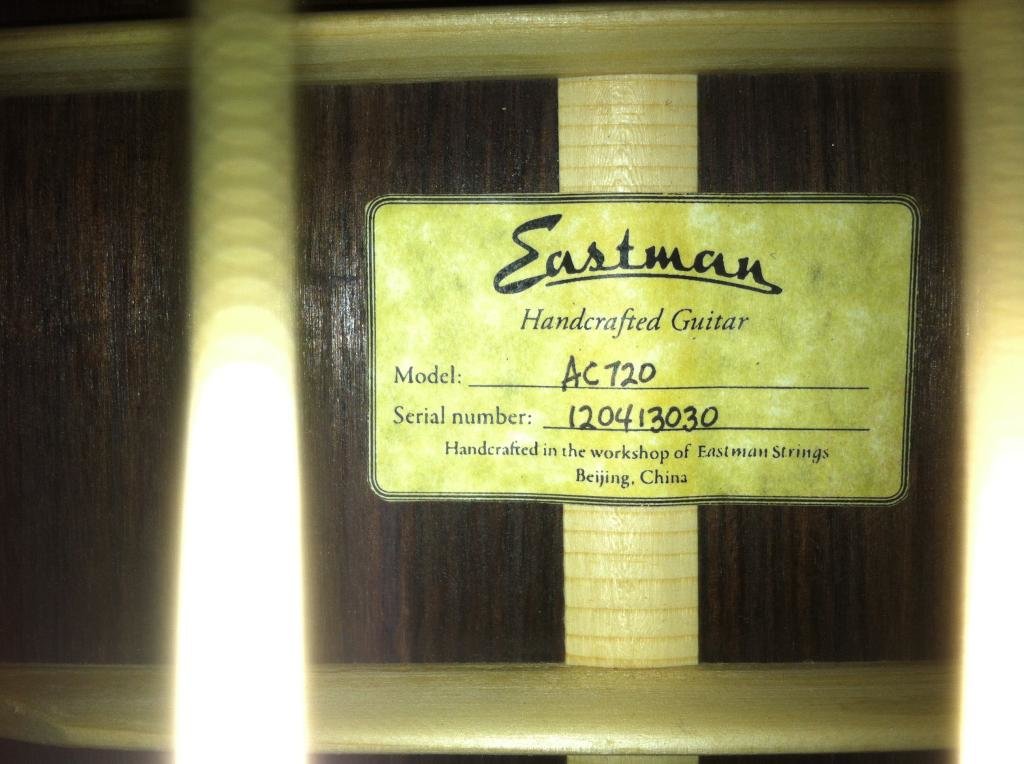 Eastman
Handcrafted Guitar
Model: AC720
Serial number: 120413030
Handcrafted in the workshop of Eastman Strings
Beijing, China